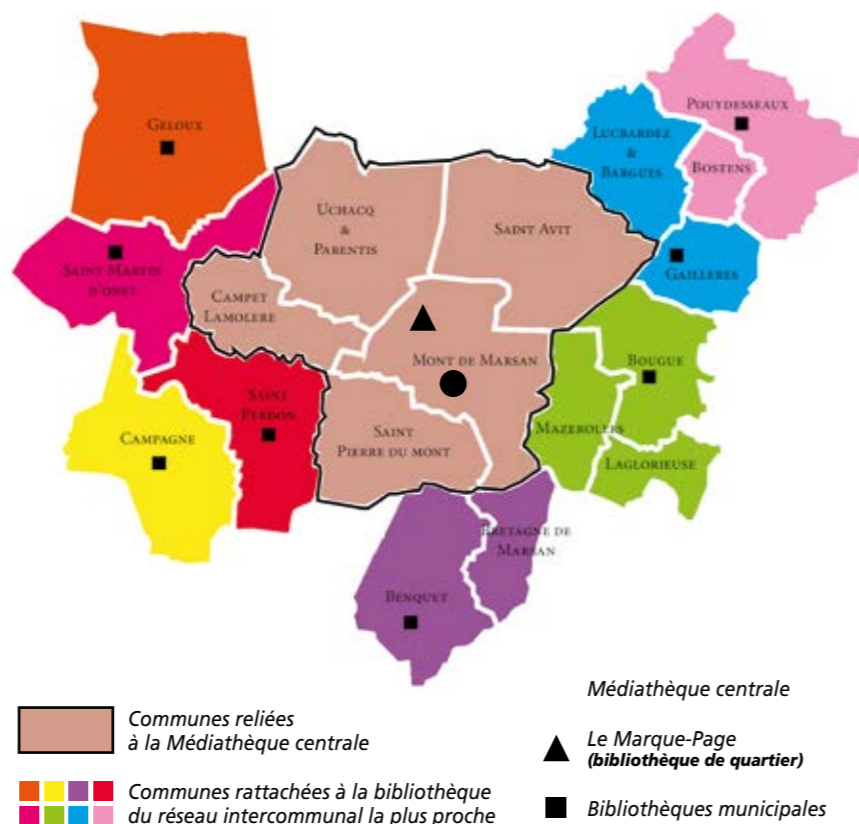 GELOUX
POUYDESSEAUX
LUCBARDEZ
&
BARGUES
BOSTENS
UCHACQ
&
PARENTIS
SAINT AVIT
SAINT MARTIN
D'ONEY
GAILLERES
CAMPET
LAMOLERE
MONT DE MARSAN
BOUGUE
SAINT
PERDON
CAMPAGNE
SAINT
PIERRE DU MONT
MAZEROLLES
LAGLORIEUSE
BRETAGNE DE
MARSAN
BENQUET
Communes reliées
à la Médiathèque centrale
Communes rattachées à la bibliothèque
du réseau intercommunal la plus proche
Médiathèque centrale
Le Marque-Page
(bibliothèque de quartier)
Bibliothèques municipales